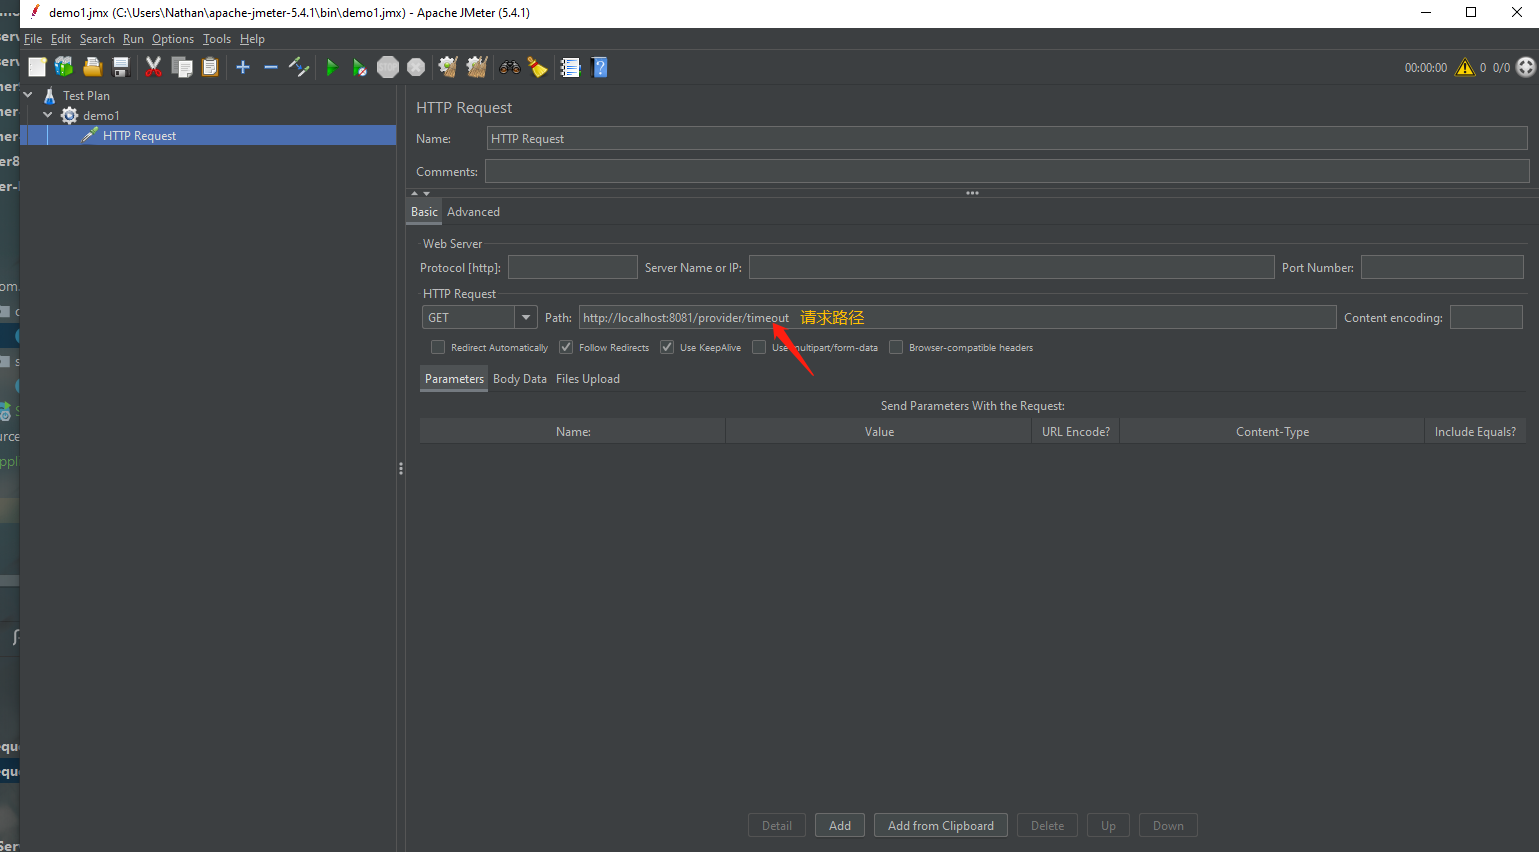 demo1.jmx (C:\Users\Nathan\apache-jmeter-5.4.1\bin\demo1.jmx) - Apache JMeter (5.4.1)
File Edit Search Run Options Tools Help
00:00:00 0 0/0
Test Plan
demo1
HTTP Request
HTTP Request
Name: HTTP Request
Comments:
Basic Advanced
Web Server
Protocol [http]: Server Name or IP: Port Number:
HTTP Request
GET Path: http://localhost:8081/provider/timeout 请求路径 Content encoding:
Redirect Automatically Follow Redirects Use KeepAlive Use multipart/form-data Browser-compatible headers
Parameters Body Data Files Upload
Send Parameters With the Request:
Name: Value URL Encode? Content-Type Include Equals?
Detail Add Add from Clipboard Delete Up Down